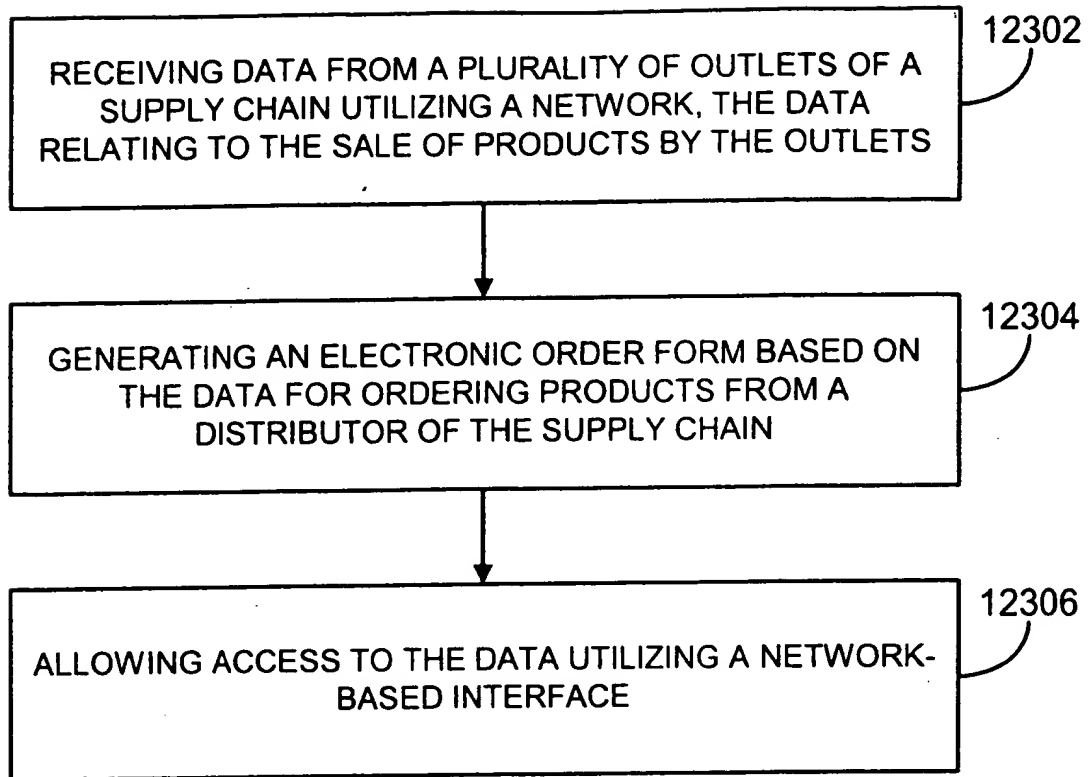 12302
RECEIVING DATA FROM A PLURALITY OF OUTLETS OF A
SUPPLY CHAIN UTILIZING A NETWORK, THE DATA
RELATING TO THE SALE OF PRODUCTS BY THE OUTLETS
12304
GENERATING AN ELECTRONIC ORDER FORM BASED ON
THE DATA FOR ORDERING PRODUCTS FROM A
DISTRIBUTOR OF THE SUPPLY CHAIN
12306
ALLOWING ACCESS TO THE DATA UTILIZING A NETWORK-
BASED INTERFACE